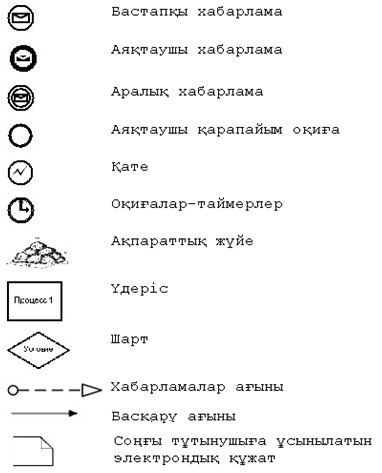 Бастапқы хабарлама
Аяқтаушы хабарлама
Аралық хабарлама
Аяқтаушы қарапайым оқиға
Қате
Оқиғалар-таймерлер
Ақпараттық жүйе
Процесс 1
Үдеріс
Условие
Шарт
Хабарламалар ағыны
Басқару ағыны
Соңғы тұтынушыға ұсынылатын
электрондық құжат